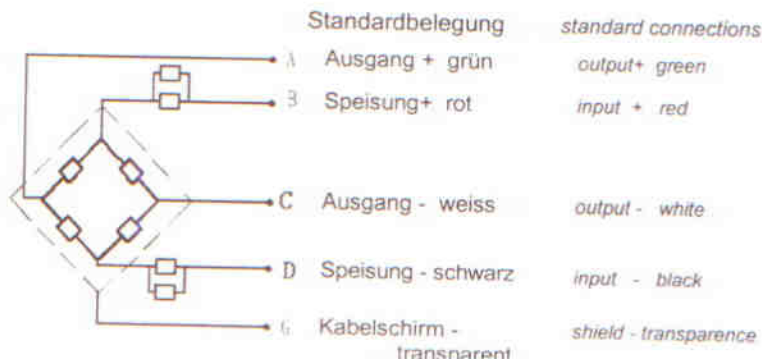 Standardbelegung standard connections
A Ausgang + grün output+ green
B Speisung+ rot input + red
C Ausgang - weiss output - white
D Speisung - schwarz input - black
G Kabelschirm - shield - transparence
transparent